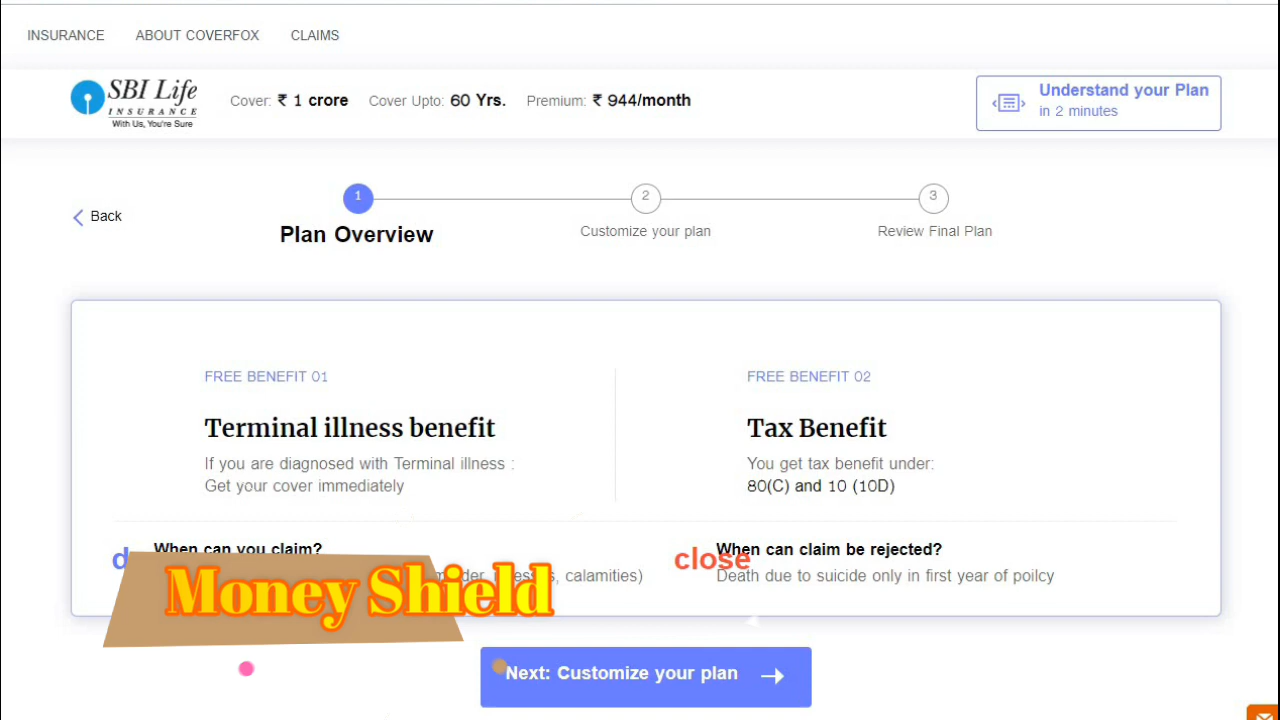 INSURANCE ABOUT COVERFOX CLAIMS
SBI Life
INSURANCE
With Us, You're Sure
Cover: ₹ 1 crore Cover Upto: 60 Yrs. Premium: ₹ 944/month
Understand your Plan
in 2 minutes
Back
1 2 3
Plan Overview Customize your plan Review Final Plan
FREE BENEFIT 01
Terminal illness benefit
If you are diagnosed with Terminal illness :
Get your cover immediately
FREE BENEFIT 02
Tax Benefit
You get tax benefit under:
80(C) and 10 (10D)
When can you claim?
calamities)
close
When can claim be rejected?
Death due to suicide only in first year of poilcy
Money Shield
Next: Customize your plan